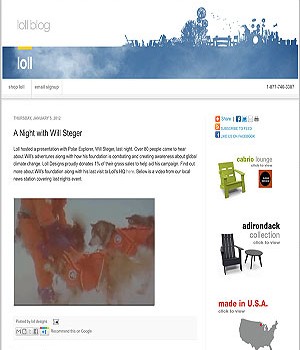 loll blog
loll
shop loll
email signup
1-877-740-3387
THURSDAY, JANUARY 5, 2012
Share
SUBSCRIBE TO FEED
LIKE US ON FACEBOOK
A Night with Will Steger
Loll hosted a presentation with Polar Explorer, Will Steger, last night. Over 80 people came to hear
about Will's adventures along with how his foundation is combating and creating awareness about global
climate change. Loll Designs proudly donates 1% of their gross sales to help aid his campaign. Find out
more about Will's foundation along with his last visit to Loll's HQ here. Below is a video from our local
news station covering last nights event.
cabrio lounge
click to view
adirondack
collection
click to view
made in U.S.A.
click to view
Posted by loll designs
Recommend this on Google